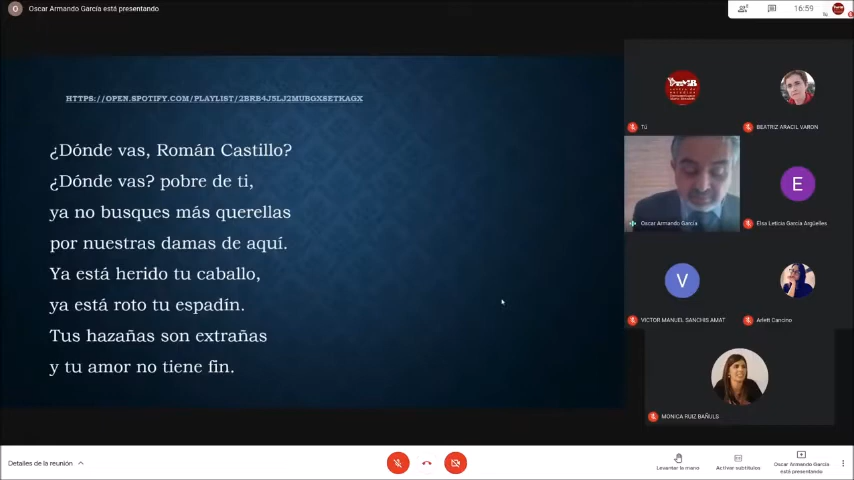 O
Oscar Armando García está presentando
16:59
HTTPS://OPEN.SPOTIFY.COM/PLAYLIST/2BRB4J5LJ2MUBGXSETKAGX
¿Dónde vas, Román Castillo?
¿Dónde vas? pobre de ti,
ya no busques más querellas
por nuestras damas de aquí.
Ya está herido tu caballo,
ya está roto tu espadín.
Tus hazañas son extrañas
y tu amor no tiene fin.
Tú
BEATRIZ ARACIL VARON
Oscar Armando García
E
Elsa Leticia García Argüelles
V
VICTOR MANUEL SANCHIS AMAT
Arlett Cancino
MONICA RUIZ BAÑULS
Detalles de la reunión
Levantar la mano
Activar subtítulos
Oscar Armando García
está presentando